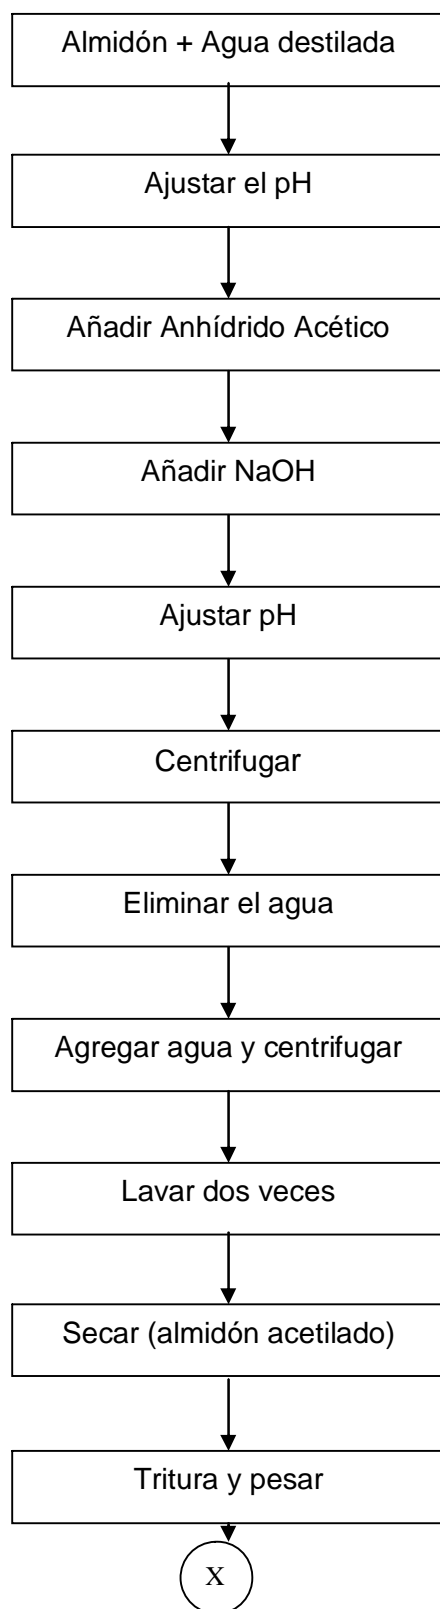 Almidón + Agua destilada
Ajustar el pH
Añadir Anhídrido Acético
Añadir NaOH
Ajustar pH
Centrifugar
Eliminar el agua
Agregar agua y centrifugar
Lavar dos veces
Secar (almidón acetilado)
Tritura y pesar
X